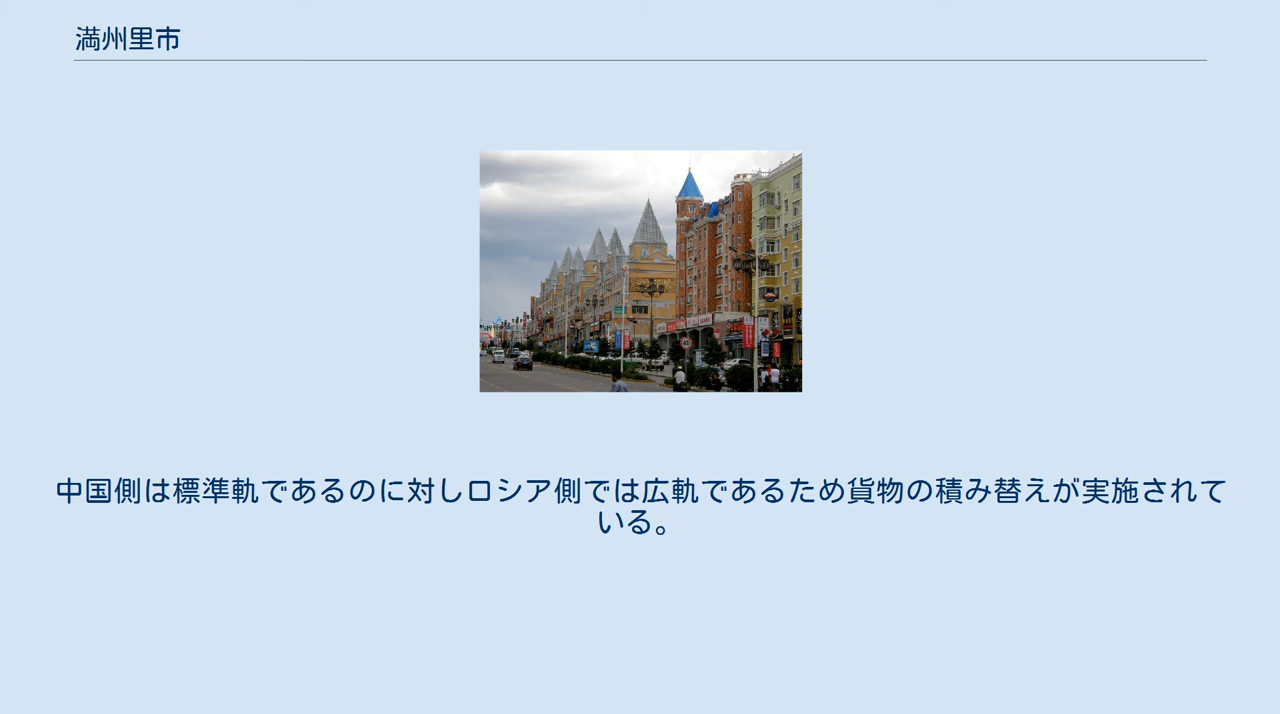 満州里市
中国側は標準軌であるのに対しロシア側では広軌であるため貨物の積み替えが実施されて
いる。